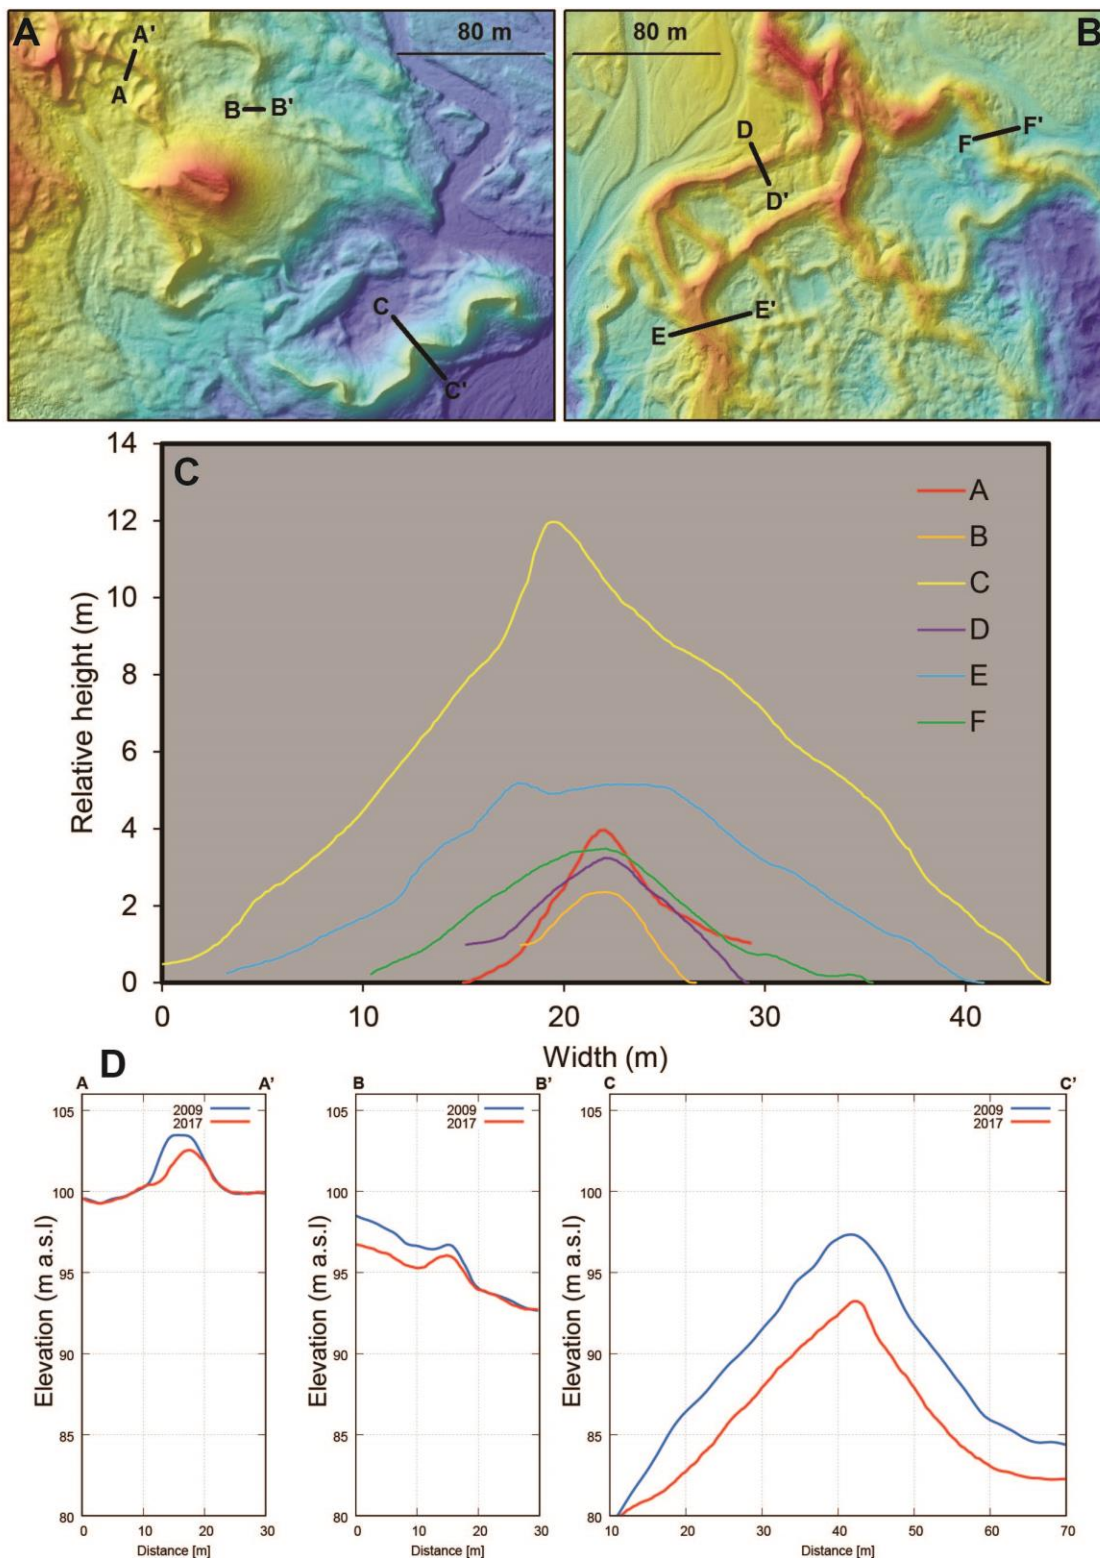 A
80 m
A'
A
B B'
C
C'
80 m
B
D
D'
F F'
E E'
C
14
12
10
8
6
4
2
0
Relative height (m)
A
B
C
D
E
F
0 10 20 30 40
Width (m)
D
A A’
2009
2017
105
100
95
90
85
80
Elevation (m a.s.l)
0 10 20 30
Distance [m]
B B’
2009
2017
105
100
95
90
85
80
Elevation (m a.s.l)
0 10 20 30
Distance [m]
C C’
2009
2017
105
100
95
90
85
80
Elevation (m a.s.l)
10 20 30 40 50 60 70
Distance [m]